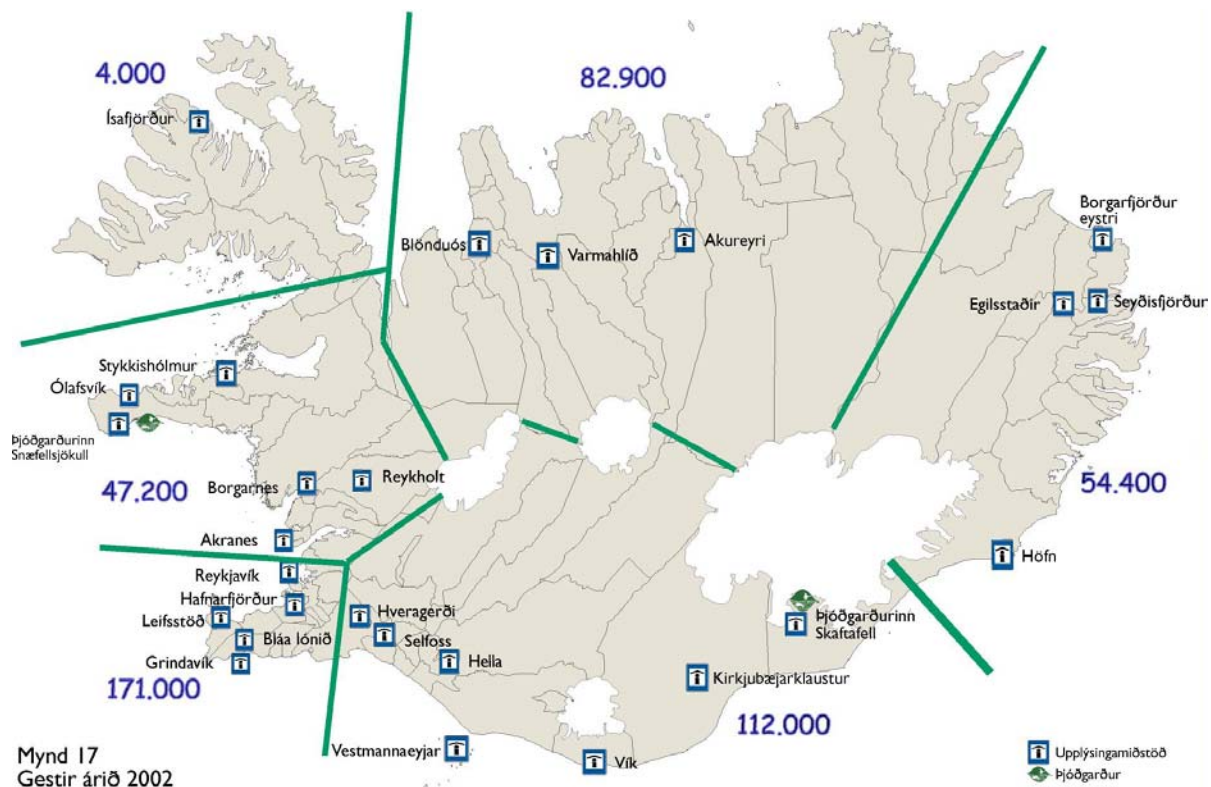 4.000
82.900
Ísafjörður
Borgarfjörður
eystri
Blönduós
Varmahlíð
Akureyri
Egilsstaðir
Seyðisfjörður
Stykkishólmur
Ólafsvík
Þjóðgarðurinn
Snæfellsjökull
47.200
Borgarnes
Reykholt
54.400
Akranes
Höfn
Reykjavík
Hafnarfjörður
Leifsstöð
Bláa lónið
Grindavík
171.000
Hveragerði
Selfoss
Hella
Þjóðgarðurinn
Skaftafell
Kirkjubæjarklaustur
112.000
Vestmannaeyjar
Vík
Mynd 17
Gestir árið 2002
Upplýsingamiðstöð
Þjóðgarður